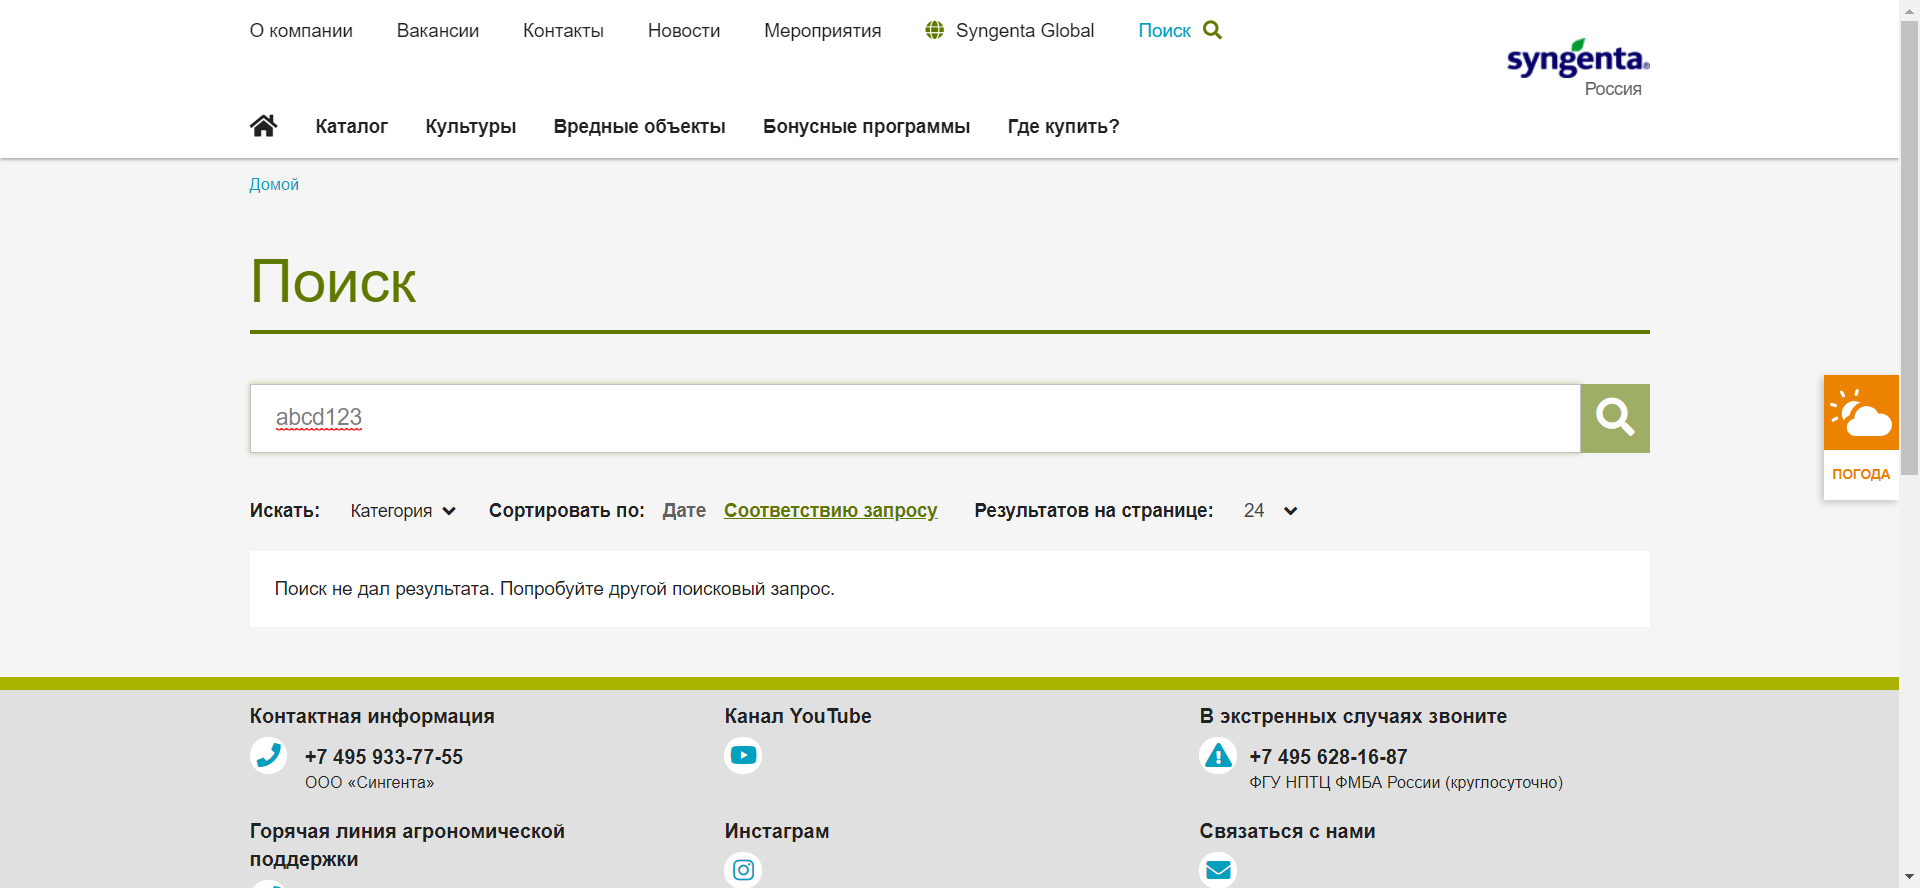 О компании Вакансии Контакты Новости Мероприятия Syngenta Global Поиск
syngenta®
Россия
Каталог Культуры Вредные объекты Бонусные программы Где купить?
Домой
Поиск
abcd123
ПОГОДА
Искать: Категория Сортировать по: Дате Соответствию запросу Результатов на странице: 24
Поиск не дал результата. Попробуйте другой поисковый запрос.
Контактная информация
+7 495 933-77-55
ООО «Сингента»
Канал YouTube
В экстренных случаях звоните
+7 495 628-16-87
ФГУ НПТЦ ФМБА России (круглосуточно)
Горячая линия агрономической
поддержки
Инстаграм
Связаться с нами